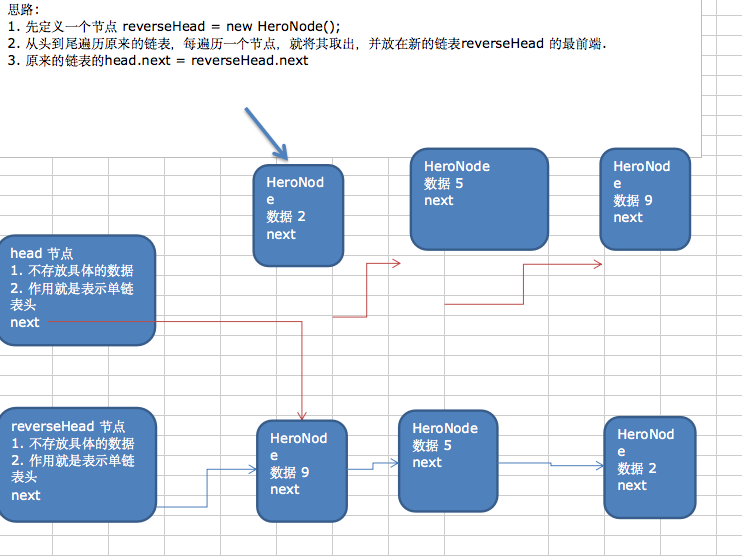 思路:
1. 先定义一个节点 reverseHead = new HeroNode();
2. 从头到尾遍历原来的链表，每遍历一个节点，就将其取出，并放在新的链表reverseHead 的最前端.
3. 原来的链表的head.next = reverseHead.next
HeroNod
e
数据 2
next
HeroNode
数据 5
next
HeroNod
e
数据 9
next
head 节点
1. 不存放具体的数据
2. 作用就是表示单链
表头
next
reverseHead 节点
1. 不存放具体的数据
2. 作用就是表示单链
表头
next
HeroNod
e
数据 9
next
HeroNode
数据 5
next
HeroNod
e
数据 2
next